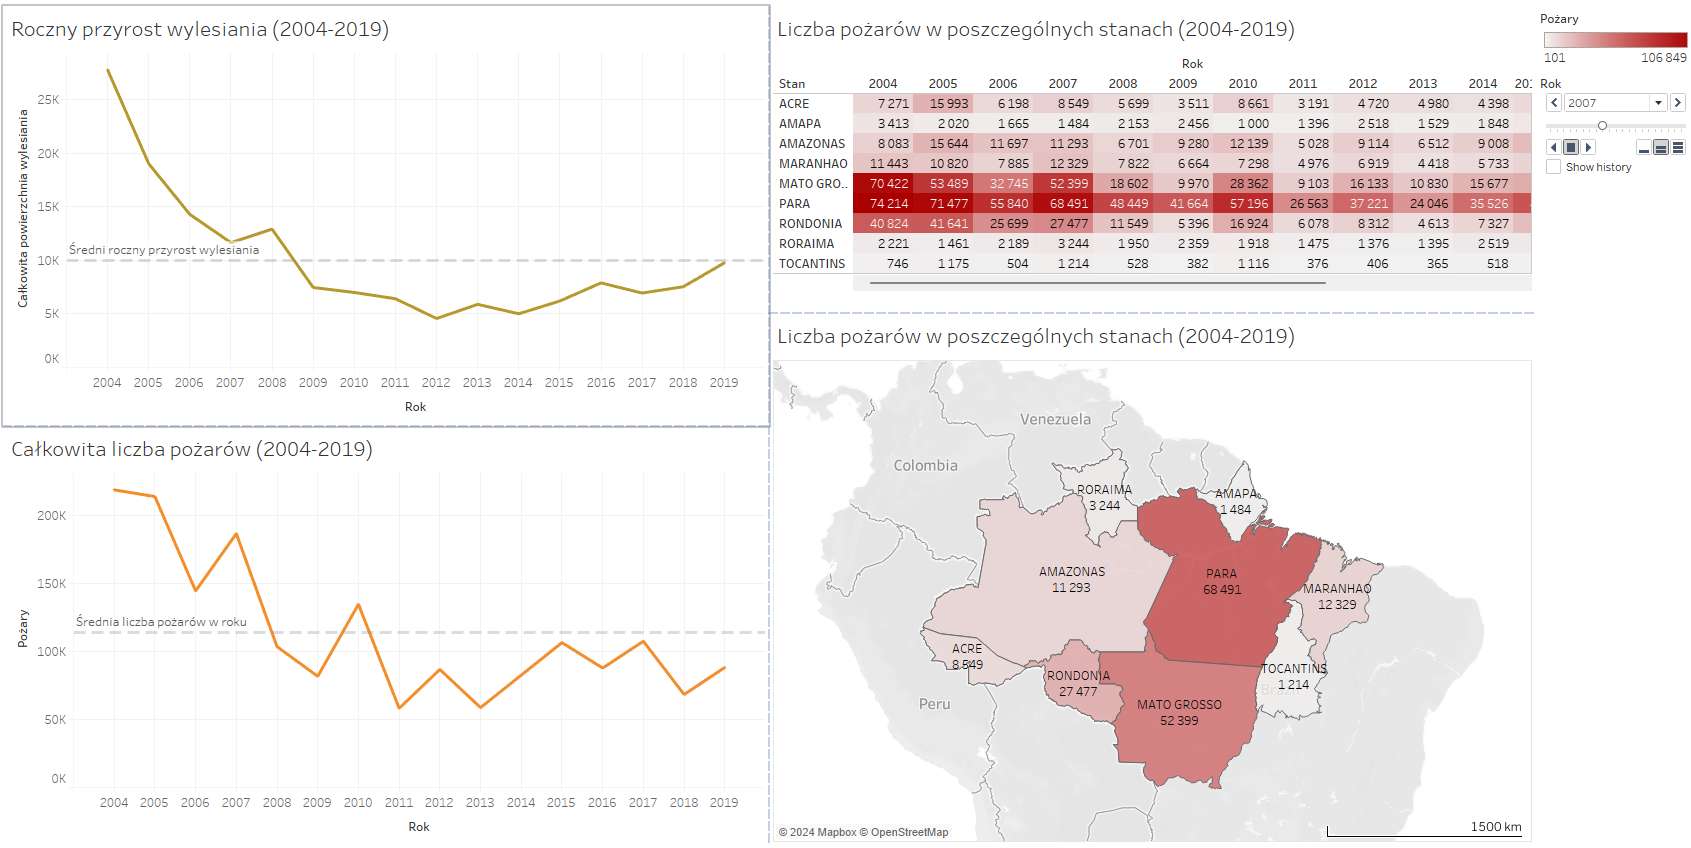 Roczny przyrost wylesiania (2004-2019)
Całkowita powierzchnia wylesiania
25K
20K
15K
10K
5K
0K
Średni roczny przyrost wylesiania
2004 2005 2006 2007 2008 2009 2010 2011 2012 2013 2014 2015 2016 2017 2018 2019
Rok
Całkowita liczba pożarów (2004-2019)
Pożary
200K
150K
100K
50K
0K
Średnia liczba pożarów w roku
2004 2005 2006 2007 2008 2009 2010 2011 2012 2013 2014 2015 2016 2017 2018 2019
Rok
Liczba pożarów w poszczególnych stanach (2004-2019)
Rok
Stan 2004 2005 2006 2007 2008 2009 2010 2011 2012 2013 2014 201
ACRE 7 271 15 993 6 198 8 549 5 699 3 511 8 661 3 191 4 720 4 980 4 398
AMAPA 3 413 2 020 1 665 1 484 2 153 2 456 1 000 1 396 2 518 1 529 1 848
AMAZONAS 8 083 15 644 11 697 11 293 6 701 9 280 12 139 5 028 9 114 6 512 9 008
MARANHAO 11 443 10 820 7 885 12 329 7 822 6 664 7 298 4 976 6 919 4 418 5 733
MATO GRO.. 70 422 53 489 32 745 52 399 18 602 9 970 28 362 9 103 16 133 10 830 15 677
PARA 74 214 71 477 55 840 68 491 48 449 41 664 57 196 26 563 37 221 24 046 35 526
RONDONIA 40 824 41 641 25 699 27 477 11 549 5 396 16 924 6 078 8 312 4 613 7 327
RORAIMA 2 221 1 461 2 189 3 244 1 950 2 359 1 918 1 475 1 376 1 395 2 519
TOCANTINS 746 1 175 504 1 214 528 382 1 116 376 406 365 518
Pożary
101 106 849
Rok
2007
Show history
Liczba pożarów w poszczególnych stanach (2004-2019)
Venezuela
Colombia
RORAIMA
3 244
AMAPA
1 484
AMAZONAS
11 293
PARA
68 491
MARANHAO
12 329
ACRE
8 549
RONDONIA
27 477
TOCANTINS
1 214
Brazil
Peru
MATO GROSSO
52 399
© 2024 Mapbox © OpenStreetMap
1500 km